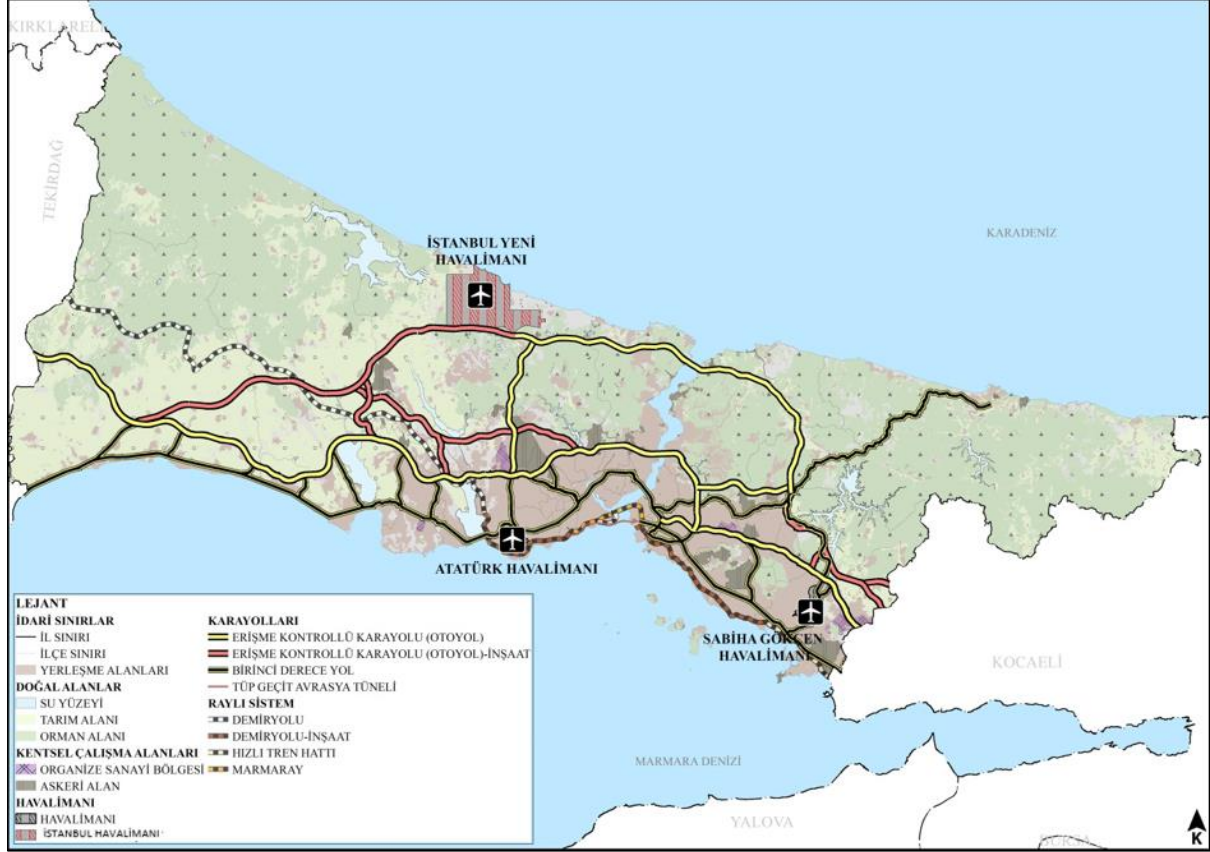 KIRKLARELİ
TEKİRDAĞ
İSTANBUL YENİ
HAVALİMANI
KARADENİZ
ATATÜRK HAVALİMANI
SABİHA GÖKÇEN
HAVALİMANI
KOCAELİ
MARMARA DENİZİ
YALOVA
BURSA
K
LEJANT
İDARİ SINIRLAR
İL SINIRI
İLÇE SINIRI
YERLEŞME ALANLARI
DOĞAL ALANLAR
SU YÜZEYİ
TARIM ALANI
ORMAN ALANI
KENTSEL ÇALIŞMA ALANLARI
ORGANİZE SANAYİ BÖLGESİ
ASKERİ ALAN
HAVALİMANI
HAVALİMANI
İSTANBUL HAVALİMANI
KARAYOLLARI
ERİŞME KONTROLLÜ KARAYOLU (OTOYOL)
ERİŞME KONTROLLÜ KARAYOLU (OTOYOL)-İNŞAAT
BİRİNCİ DERECE YOL
TÜP GEÇİT AVRASYA TÜNELİ
RAYLI SİSTEM
DEMİRYOLU
DEMİRYOLU-İNŞAAT
HIZLI TREN HATTI
MARMARAY